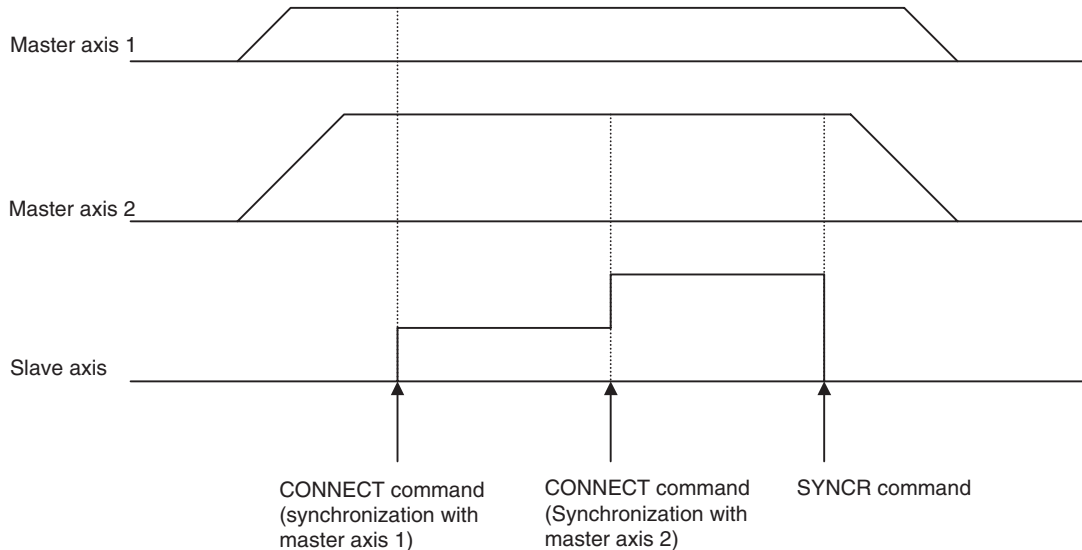 Master axis 1
Master axis 2
Slave axis
CONNECT command
(synchronization with
master axis 1)
CONNECT command
(Synchronization with
master axis 2)
SYNCR command